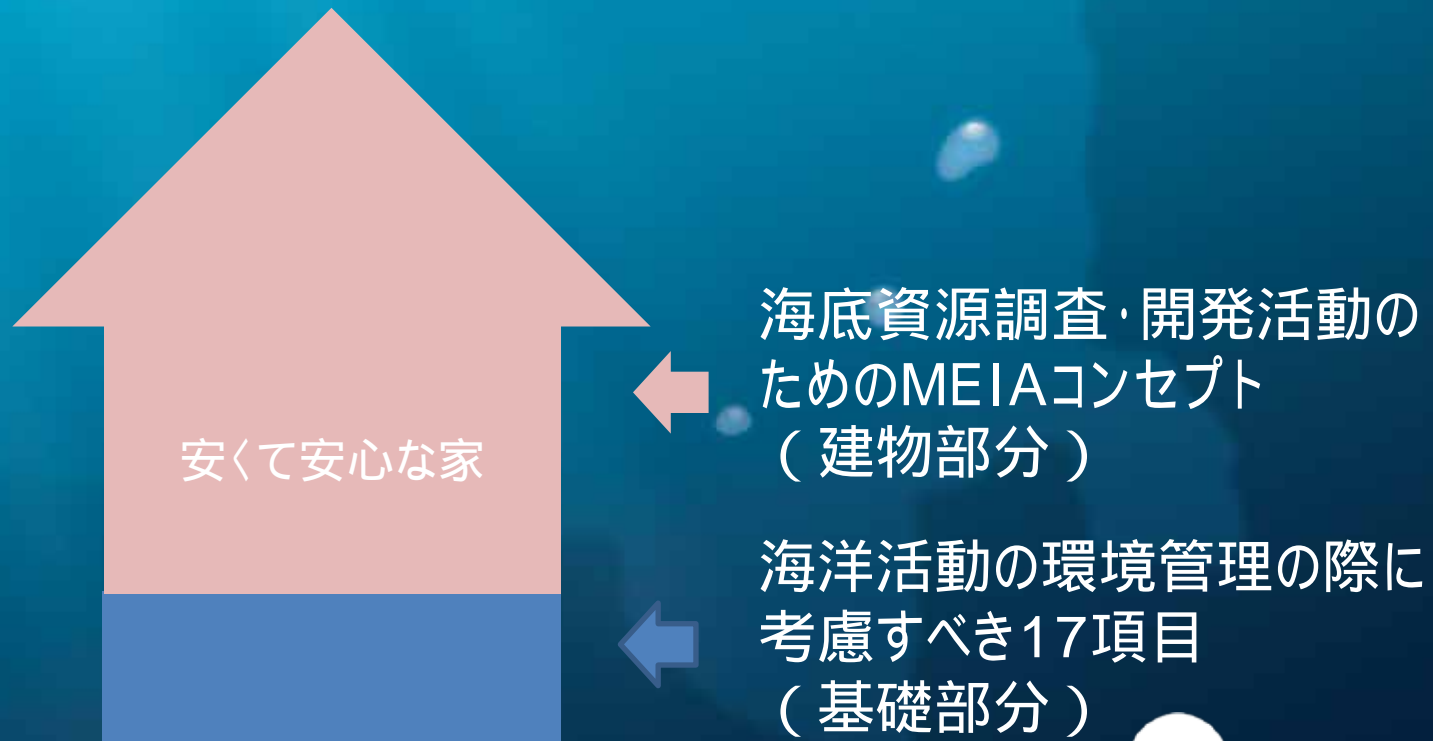 海底資源調査・開発活動の
ためのMEIAコンセプト
(建物部分)
安くて安心な家
海洋活動の環境管理の際に
考慮すべき17項目
(基礎部分)